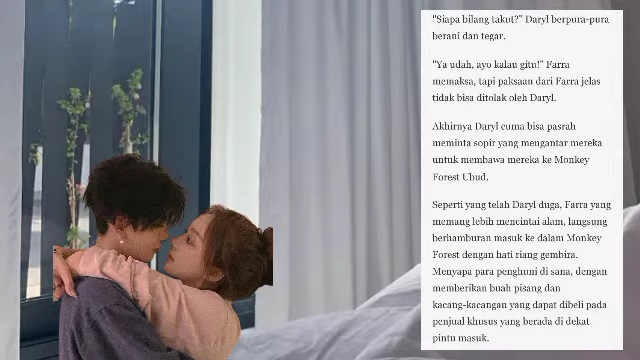 "Siapa bilang takut?" Daryl berpura-pura
berani dan tegar.
"Ya udah, ayo kalau gitu!" Farra
memaksa, tapi paksaan dari Farra jelas
tidak bisa ditolak oleh Daryl.
Akhirnya Daryl cuma bisa pasrah
meminta sopir yang mengantar mereka
untuk membawa mereka ke Monkey
Forest Ubud.
Seperti yang telah Daryl duga, Farra yang
memang lebih mencintai alam, langsung
berhamburan masuk ke dalam Monkey
Forest dengan hati riang gembira.
Menyapa para penghuni di sana, dengan
memberikan buah pisang dan
kacang-kacangan yang dapat dibeli pada
penjual khusus yang berada di dekat
pintu masuk.